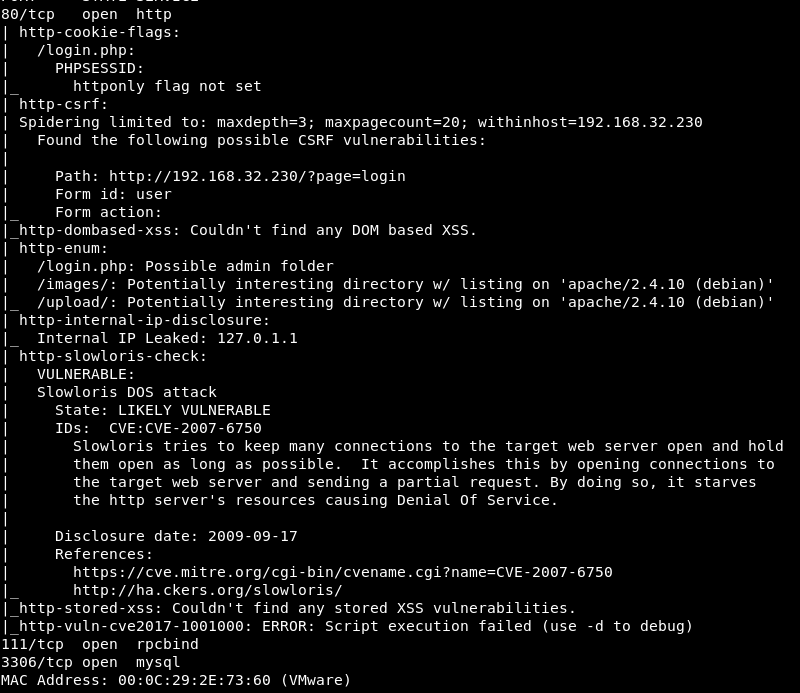 80/tcp   open  http
| http-cookie-flags:
|   /login.php:
|     PHPSESSID:
|_      httponly flag not set
| http-csrf:
| Spidering limited to: maxdepth=3; maxpagecount=20; withinhost=192.168.32.230
|   Found the following possible CSRF vulnerabilities:
|
|     Path: http://192.168.32.230/?page=login
|     Form id: user
|_    Form action:
|_http-dombased-xss: Couldn't find any DOM based XSS.
| http-enum:
|   /login.php: Possible admin folder
|   /images/: Potentially interesting directory w/ listing on 'apache/2.4.10 (debian)'
|_  /upload/: Potentially interesting directory w/ listing on 'apache/2.4.10 (debian)'
| http-internal-ip-disclosure:
|_  Internal IP Leaked: 127.0.1.1
| http-slowloris-check:
|   VULNERABLE:
|   Slowloris DOS attack
|     State: LIKELY VULNERABLE
|     IDs:  CVE:CVE-2007-6750
|       Slowloris tries to keep many connections to the target web server open and hold
|       them open as long as possible.  It accomplishes this by opening connections to
|       the target web server and sending a partial request. By doing so, it starves
|       the http server's resources causing Denial Of Service.
|
|     Disclosure date: 2009-09-17
|     References:
|       https://cve.mitre.org/cgi-bin/cvename.cgi?name=CVE-2007-6750
|_      http://ha.ckers.org/slowloris/
|_http-stored-xss: Couldn't find any stored XSS vulnerabilities.
|_http-vuln-cve2017-1001000: ERROR: Script execution failed (use -d to debug)
111/tcp  open  rpcbind
3306/tcp open  mysql
MAC Address: 00:0C:29:2E:73:60 (VMware)